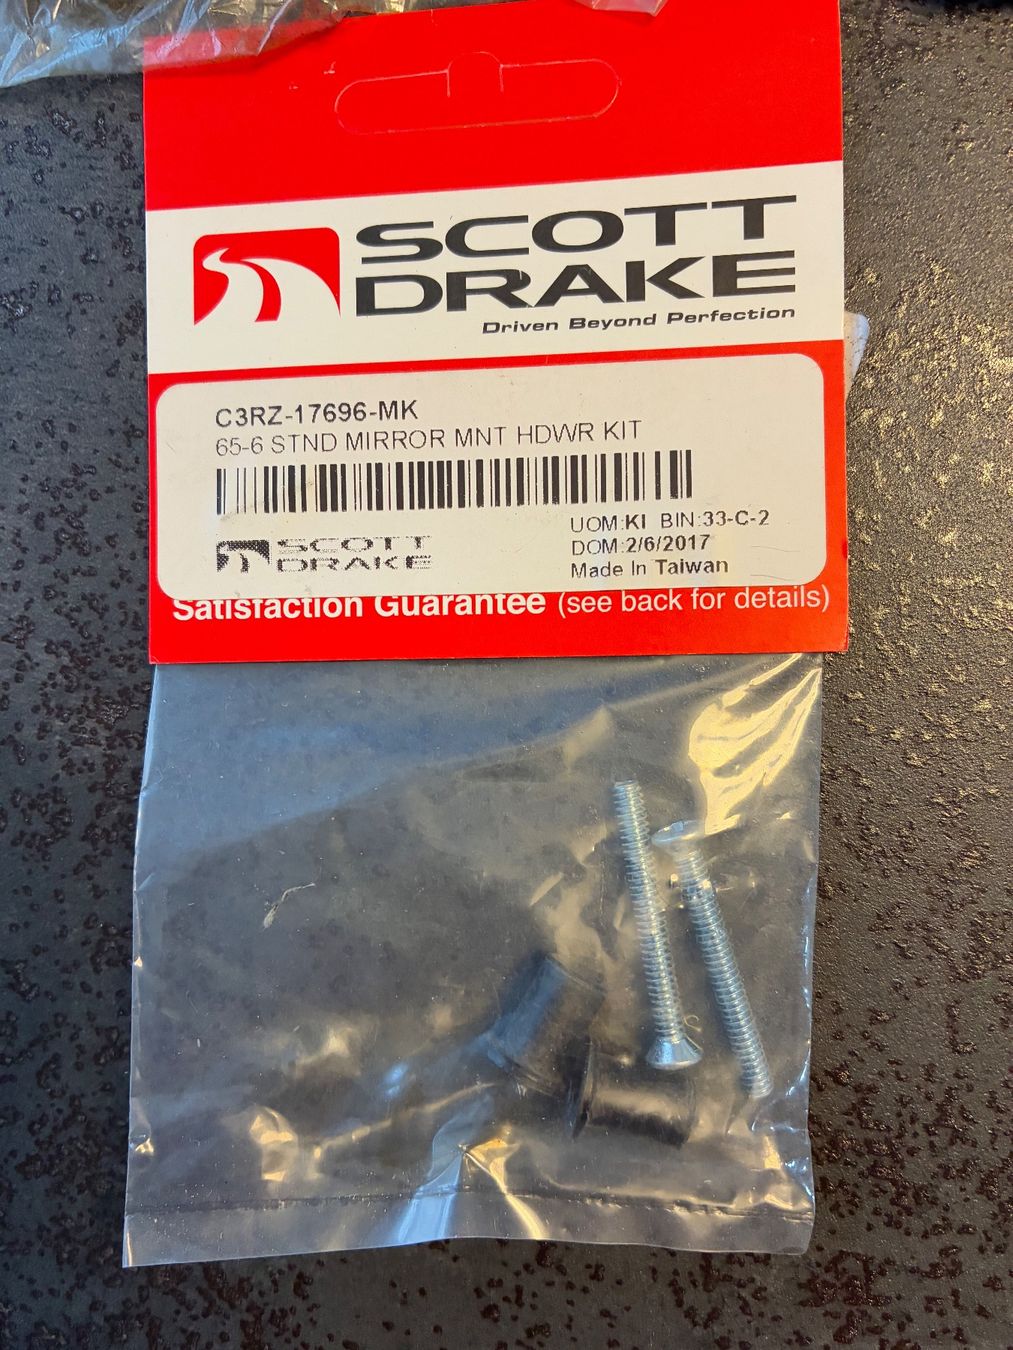 SCOTT
DRAKE
Driven Beyond Perfection
C3RZ-17696-MK
65-6 STND MIRROR MNT HDWR KIT
SCOTT
DRAKE
UOM:KI BIN:33-C-2
DOM:2/6/2017
Made In Taiwan
Satisfaction Guarantee (see back for details)